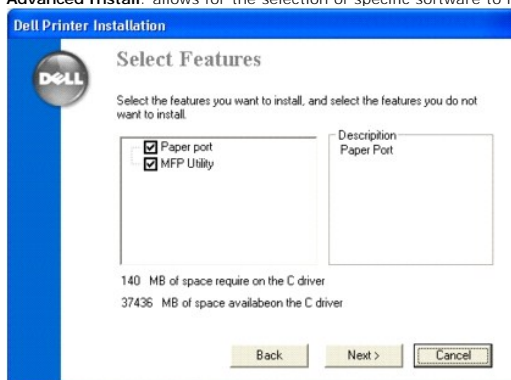 Advanced Install: allows for the selection of specific software to
Dell Printer Installation
DELL
Select Features
Select the features you want to install, and select the features you do not
want to install.
Descripition
Paper port
Paper Port
MFP Utility
140 MB of space require on the C driver
37436 MB of space availabeon the C driver
Back
Next >
Cancel